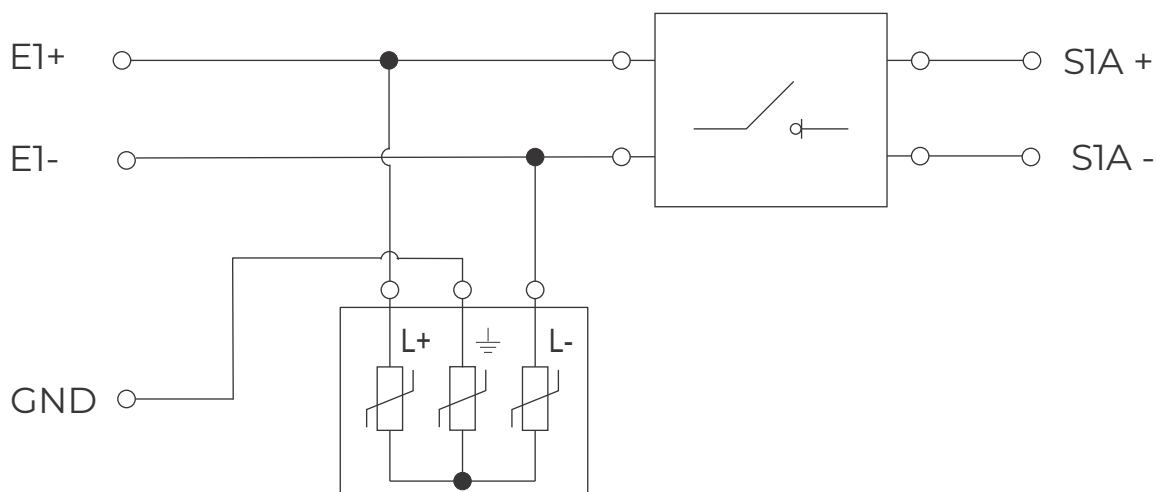 E1+
S1A +
E1-
S1A -
L+
L-
GND